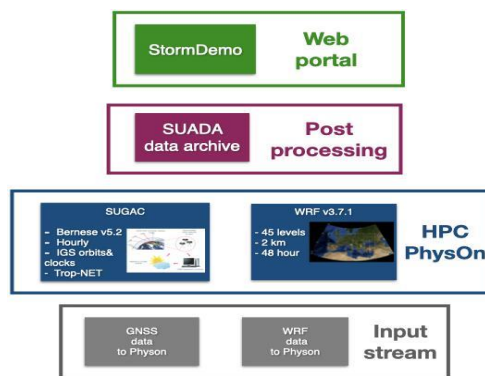 StormDemo
Web
portal
SUADA
data archive
Post
processing
SUGAC
- Bernese v5.2
- Hourly
- IGS orbits&
clocks
- Trop-NET
WRF v3.7.1
- 45 levels
- 2 km
- 48 hour
HPC
PhysOn
GNSS
data
to Physon
WRF
data
to Physon
Input
stream